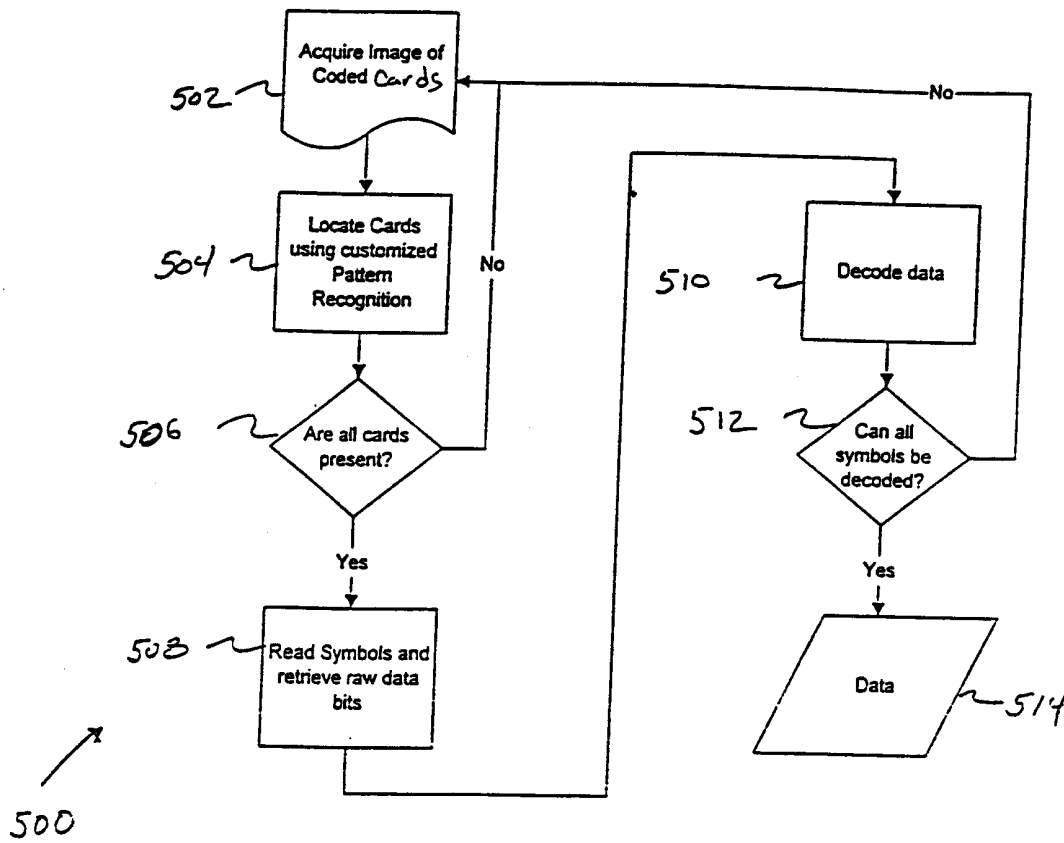 Acquire Image of
Coded Cards
502
No
Locate Cards
using customized
Pattern
Recognition
504
No
Decode data
510
Are all cards
present?
506
Can all
symbols be
decoded?
512
Yes
Yes
Read Symbols and
retrieve raw data
bits
508
Data
514
500